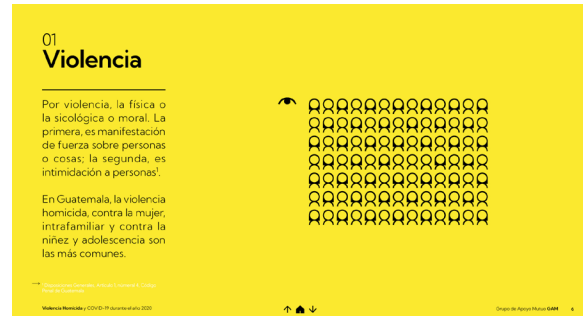 01
Violencia
Por violencia, la física o
la sicológica o moral. La
primera, es manifestación
de fuerza sobre personas
o cosas; la segunda, es
intimidación a personas¹.
En Guatemala, la violencia
homicida, contra la mujer,
intrafamiliar y contra la
niñez y adolescencia son
las más comunes.
Violencia Homicida y COVID-19 durante el año 2020
Grupo de Apoyo Mutuo GAM 6